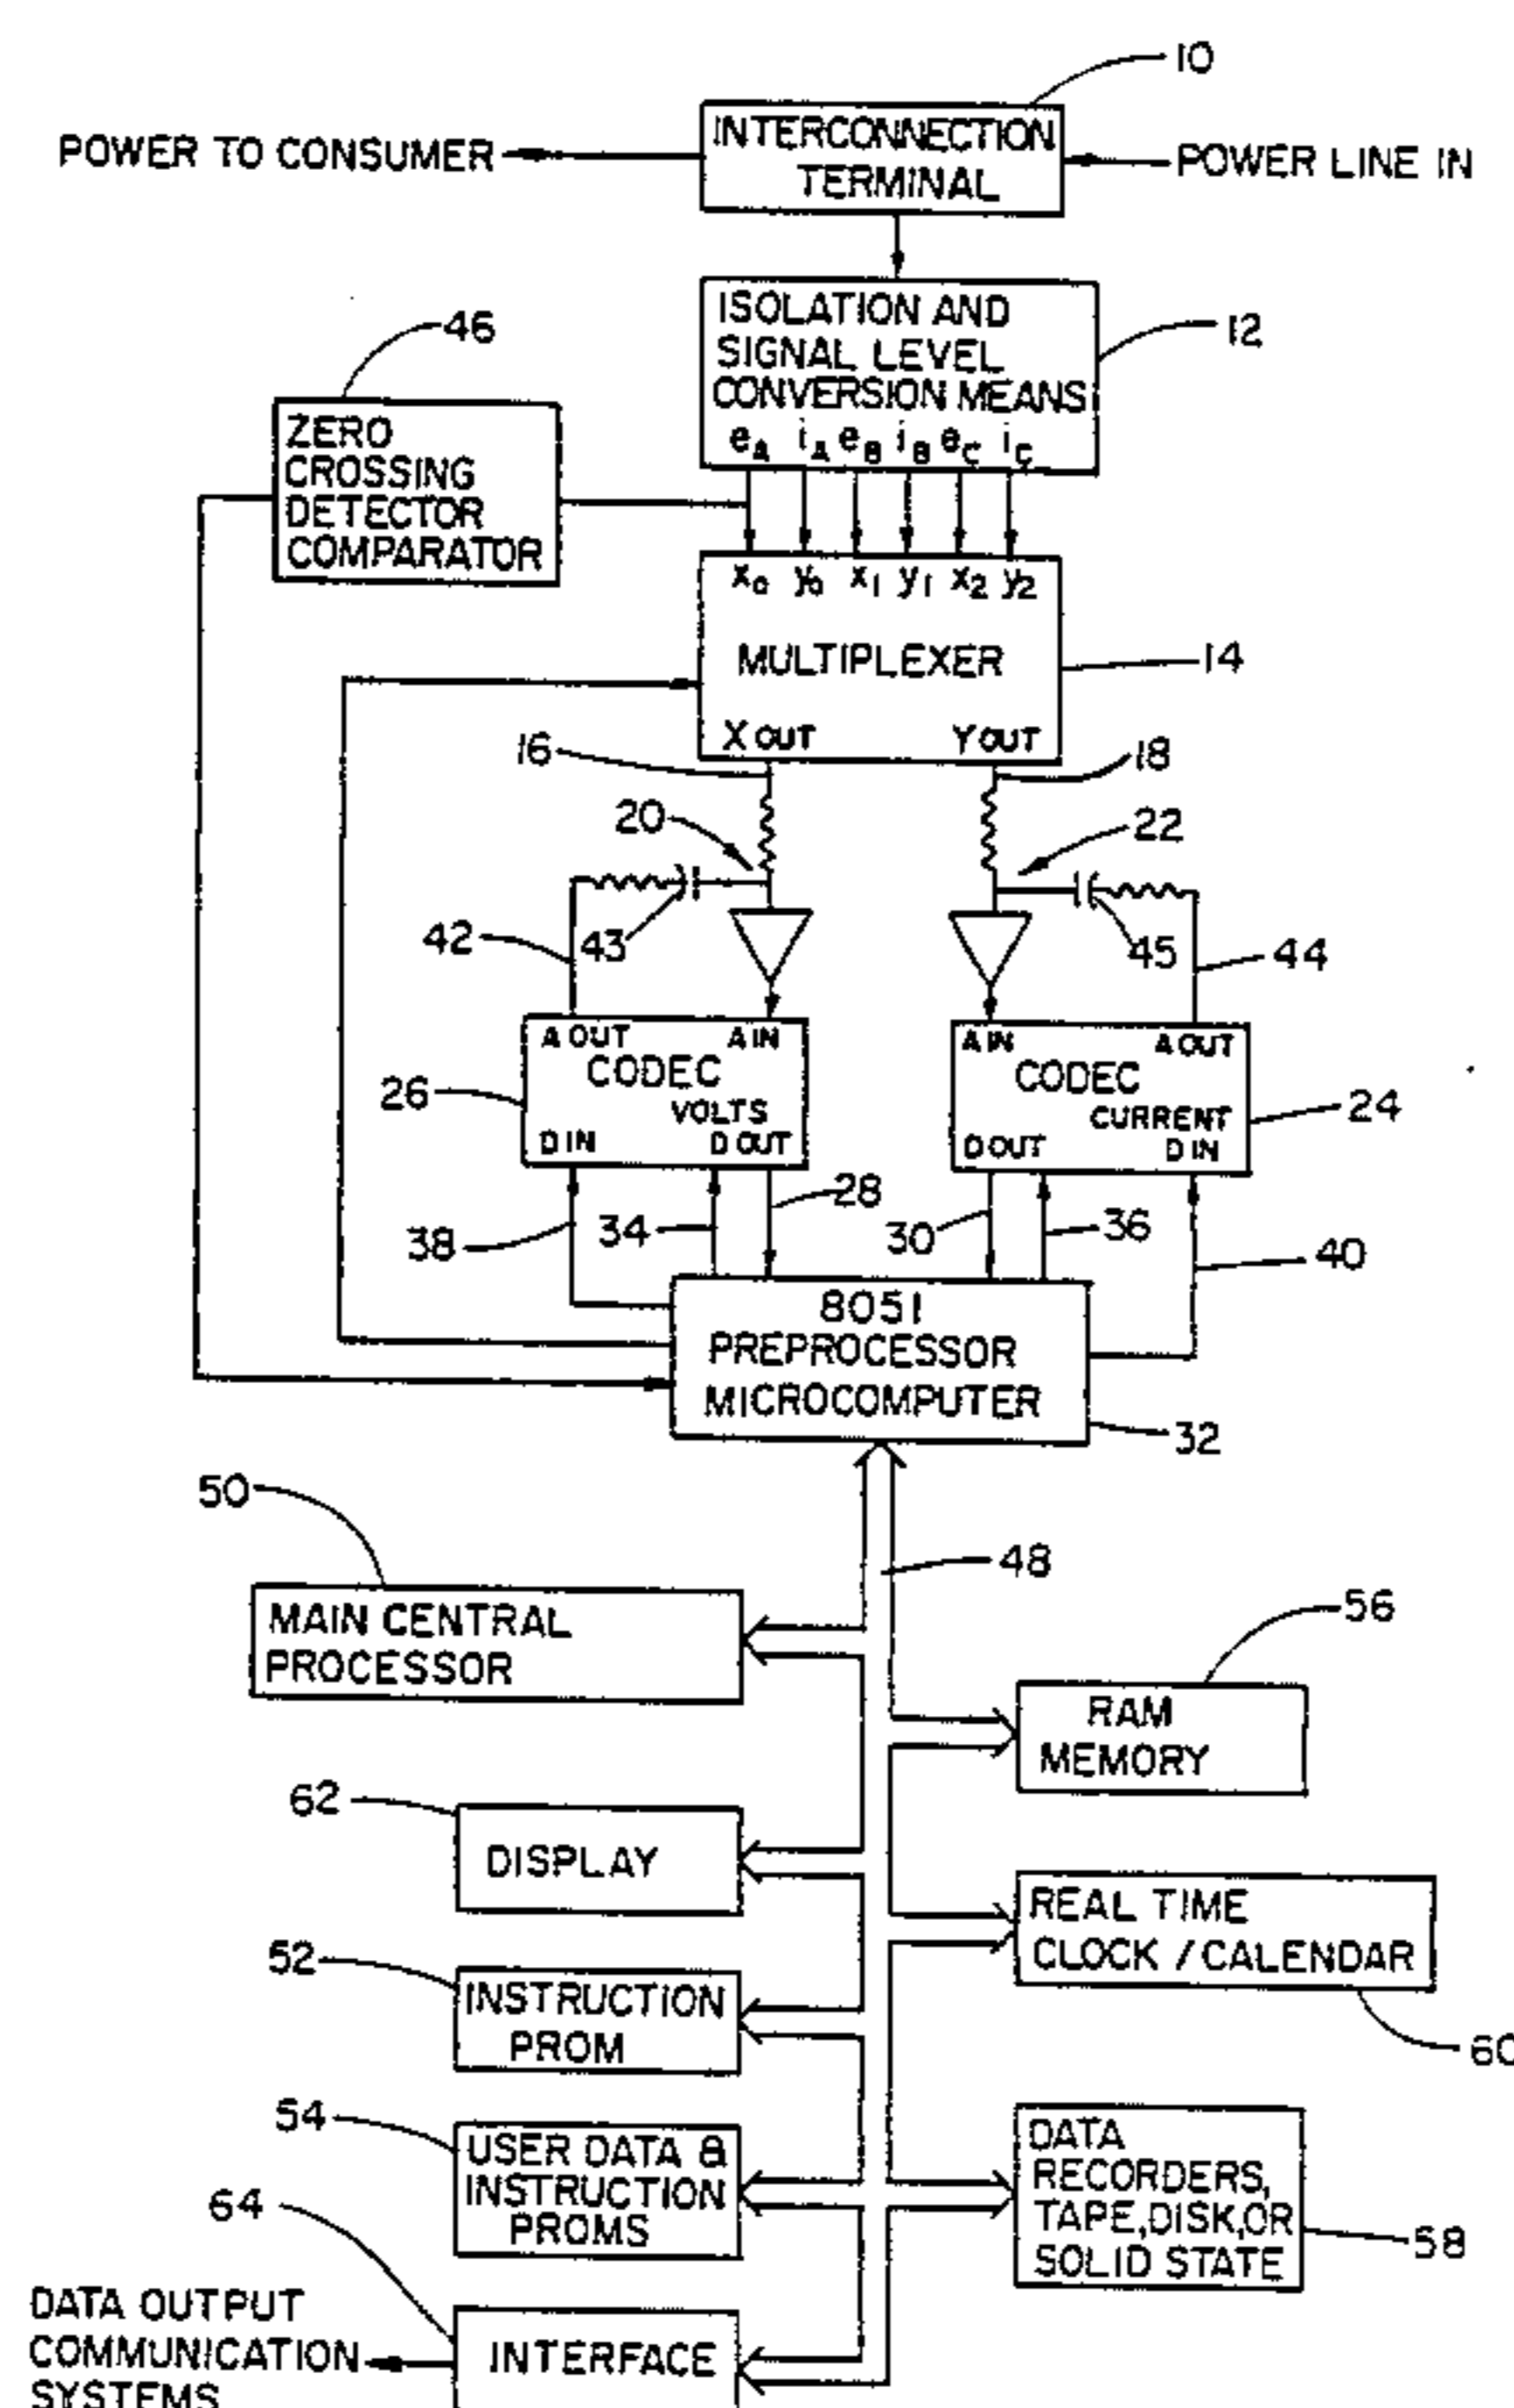 10
INTERCONNECTION
TERMINAL
POWER TO CONSUMER
POWER LINE IN
ISOLATION AND
SIGNAL LEVEL
CONVERSION MEANS
12
eA iA eB iB eC iC
46
ZERO
CROSSING
DETECTOR
COMPARATOR
x0 y0 x1 y1 x2 y2
MULTIPLEXER
14
X OUT Y OUT
16
18
20
22
42
43
45
44
A OUT A IN
CODEC
VOLTS
D IN D OUT
26
A IN A OUT
CODEC
CURRENT
D OUT D IN
24
38
34
28
30
36
40
8051
PREPROCESSOR
MICROCOMPUTER
32
50
48
MAIN CENTRAL
PROCESSOR
56
RAM
MEMORY
62
DISPLAY
REAL TIME
CLOCK / CALENDAR
60
52
INSTRUCTION
PROM
54
USER DATA &
INSTRUCTION
PROMS
DATA
RECORDERS,
TAPE, DISK, OR
SOLID STATE
58
64
INTERFACE
DATA OUTPUT
COMMUNICATION
SYSTEMS